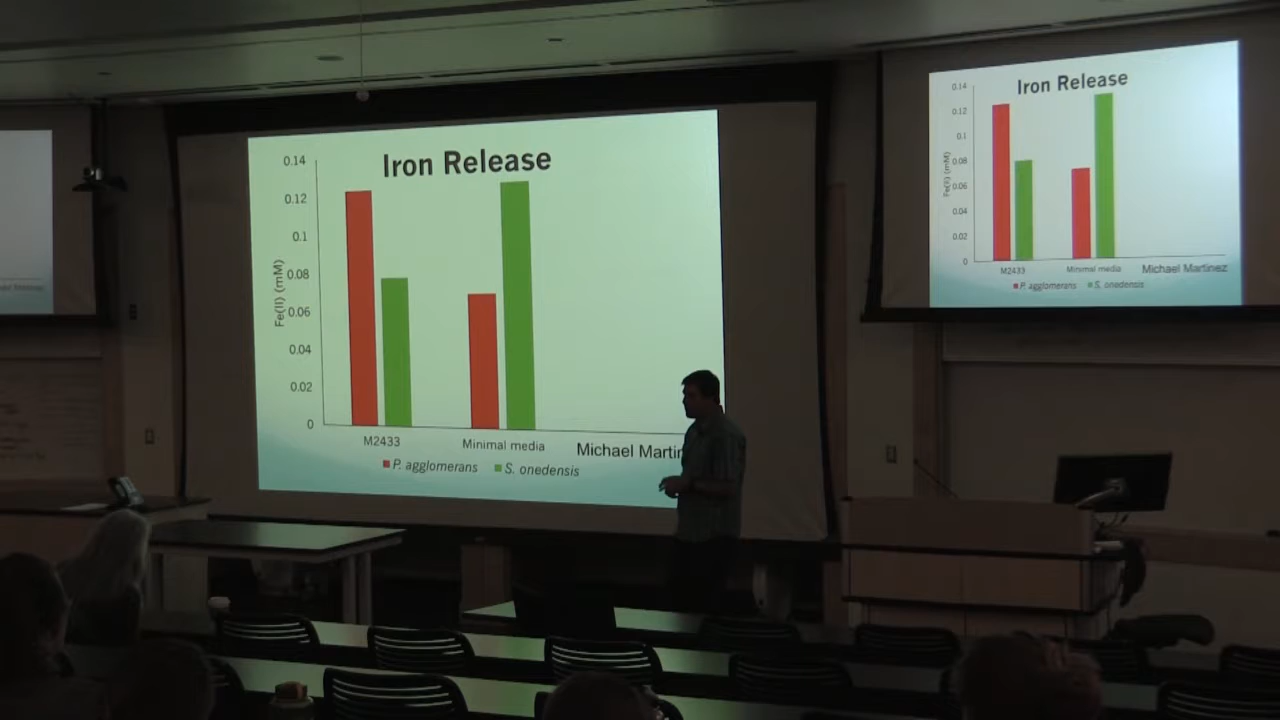 Iron Release
0.14
0.12
0.1
0.08
0.06
0.04
0.02
0
Fe(II) (mM)
M2433
Minimal media
Michael
P. agglomerans
S. onedensis
Iron Release
0.14
0.12
0.1
0.08
0.06
0.04
0.02
0
Fe(II) (mM)
M2433
Minimal media
Michael Martinez
P. agglomerans
S. onedensis